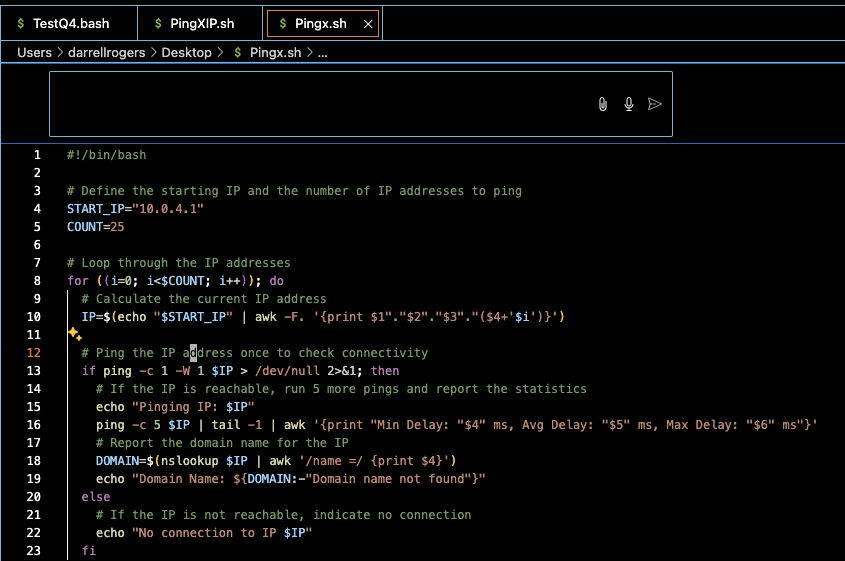 $ TestQ4.bash $ PingXIP.sh $ Pingx.sh ×
Users > darrellrogers > Desktop > $ Pingx.sh > ...
1 #!/bin/bash
2
3 # Define the starting IP and the number of IP addresses to ping
4 START_IP="10.0.4.1"
5 COUNT=25
6
7 # Loop through the IP addresses
8 for ((i=0; i<$COUNT; i++)); do
9 # Calculate the current IP address
10 IP=$(echo "$START_IP" | awk -F. '{print $1"."$2"."$3"."($4+'$i')}')
11
12 # Ping the IP address once to check connectivity
13 if ping -c 1 -W 1 $IP > /dev/null 2>&1; then
14 # If the IP is reachable, run 5 more pings and report the statistics
15 echo "Pinging IP: $IP"
16 ping -c 5 $IP | tail -1 | awk '{print "Min Delay: "$4" ms, Avg Delay: "$5" ms, Max Delay: "$6" ms"}'
17 # Report the domain name for the IP
18 DOMAIN=$(nslookup $IP | awk '/name =/ {print $4}')
19 echo "Domain Name: ${DOMAIN:-"Domain name not found"}"
20 else
21 # If the IP is not reachable, indicate no connection
22 echo "No connection to IP $IP"
23 fi